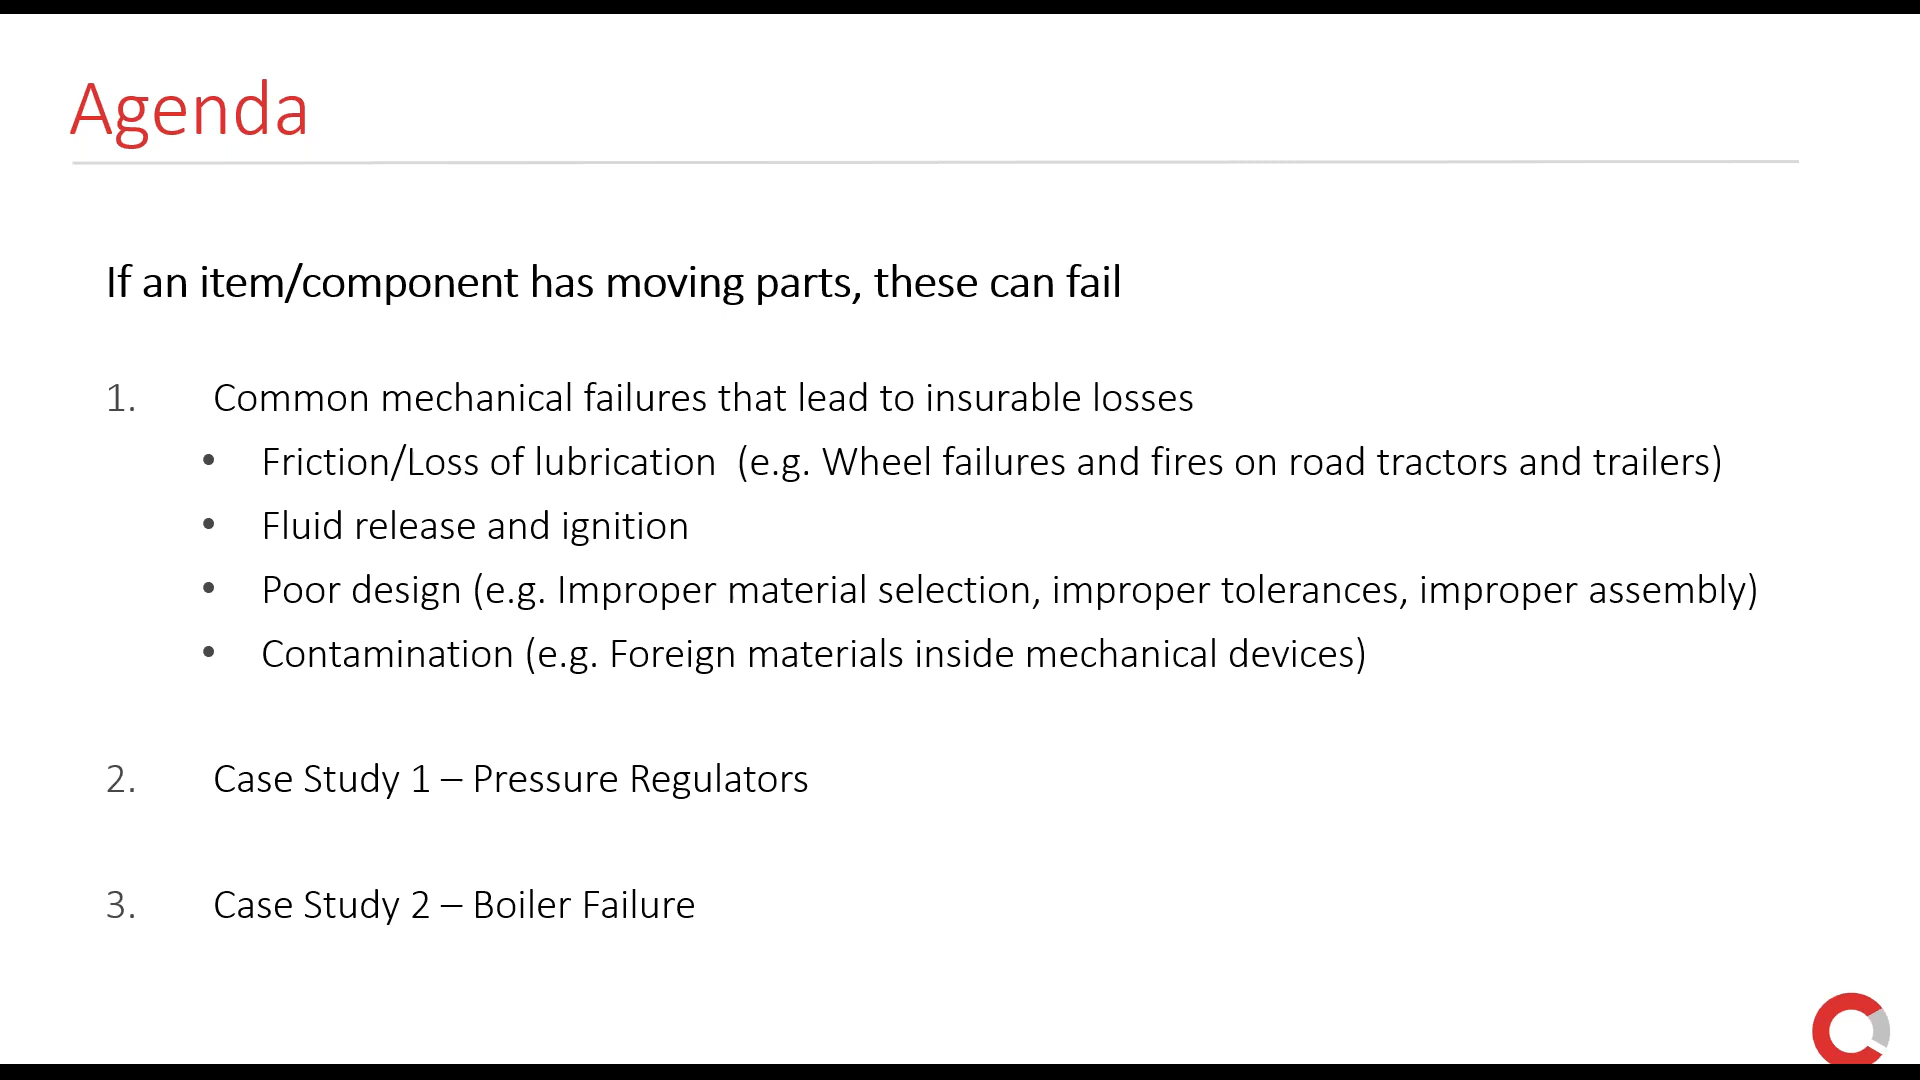 Agenda
If an item/component has moving parts, these can fail
1. Common mechanical failures that lead to insurable losses
• Friction/Loss of lubrication  (e.g. Wheel failures and fires on road tractors and trailers)
• Fluid release and ignition
• Poor design (e.g. Improper material selection, improper tolerances, improper assembly)
• Contamination (e.g. Foreign materials inside mechanical devices)
2. Case Study 1 – Pressure Regulators
3. Case Study 2 – Boiler Failure